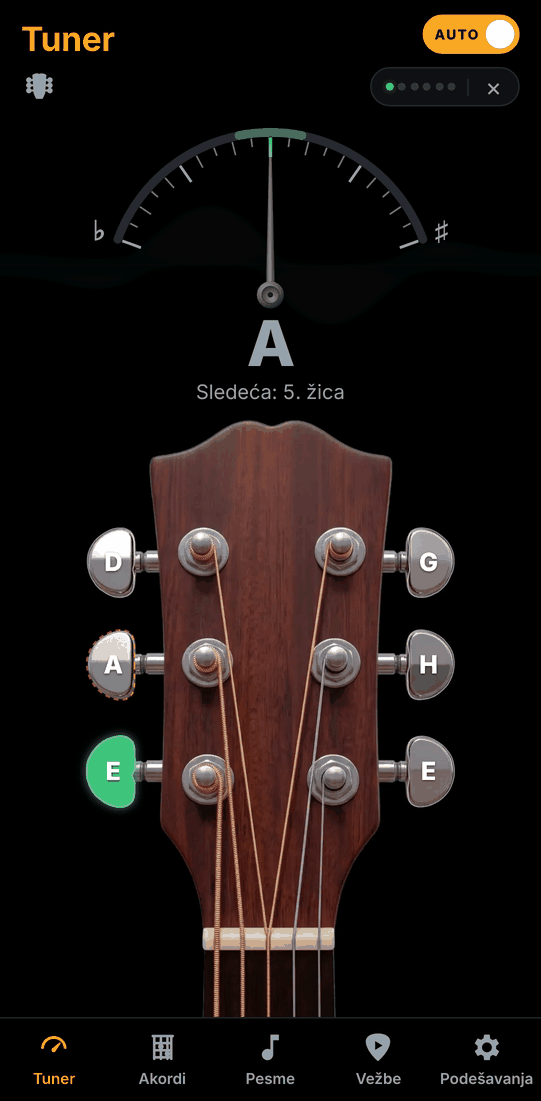 Tuner
AUTO
♭
♯
A
Sledeća: 5. žica
D
G
A
H
E
E
Tuner
Akordi
Pesme
Vežbe
Podešavanja